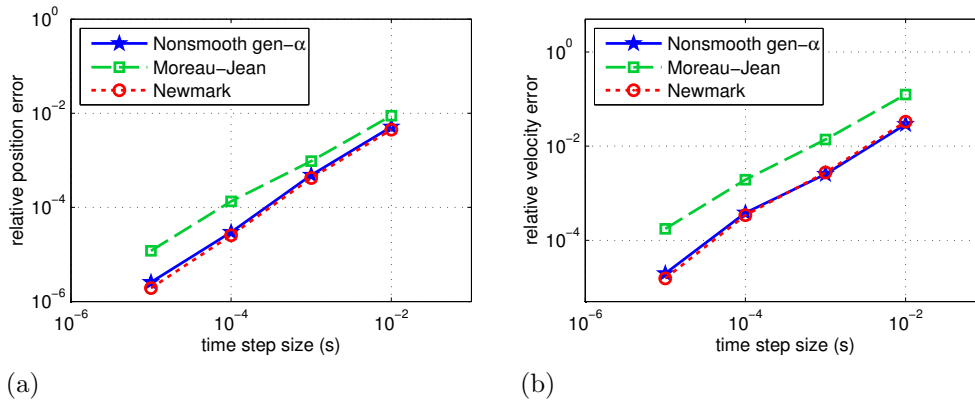 10^0
10^−2
10^−4
10^−6
relative position error
Nonsmooth gen−α
Moreau−Jean
Newmark
10^−6
10^−4
10^−2
time step size (s)
(a)
10^0
10^−2
10^−4
relative velocity error
Nonsmooth gen−α
Moreau−Jean
Newmark
10^−6
10^−4
10^−2
time step size (s)
(b)